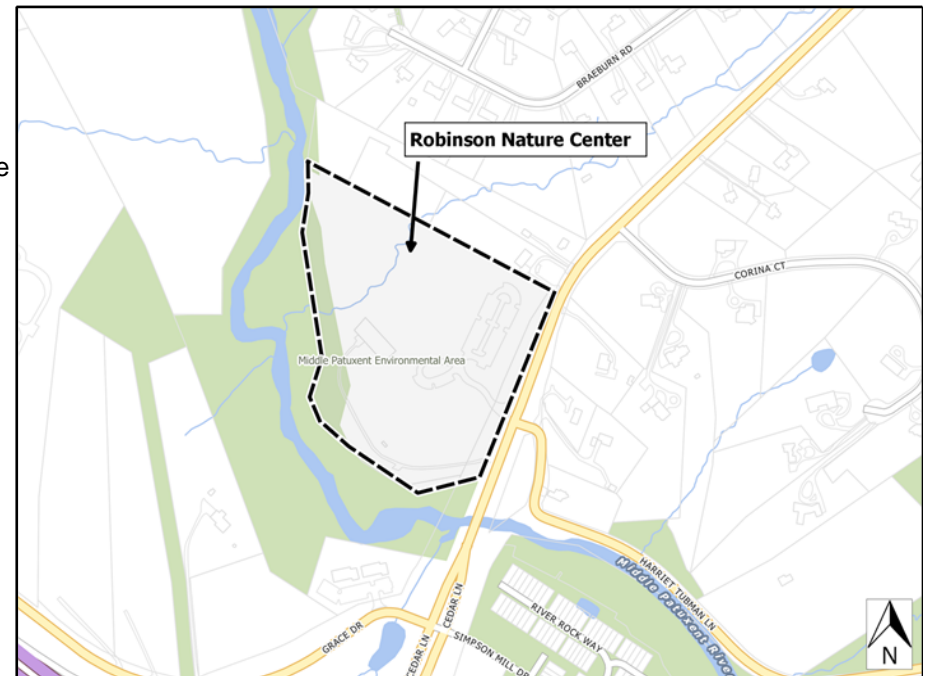 BRAEBURN RD
e
Robinson Nature Center
CORINA CT
Middle Patuxent Environmental Area
HARRIET TUBMAN LN
Middle Patuxent River
CEDAR LN
RIVER ROCK WAY
GRACE DR
CEDAR LN
SIMPSON MILL DR
N